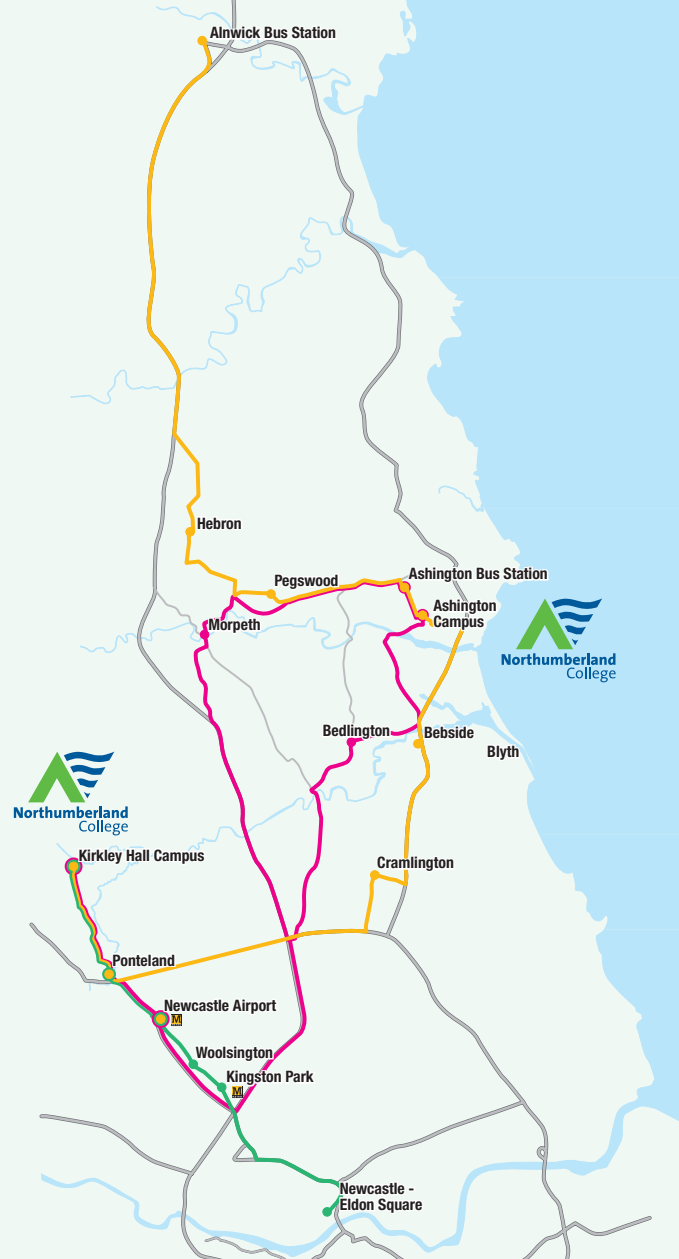 Alnwick Bus Station
Hebron
Pegswood
Ashington Bus Station
Ashington
Campus
Morpeth
Northumberland
College
Bedlington
Bebside
Blyth
Northumberland
College
Kirkley Hall Campus
Cramlington
Ponteland
Newcastle Airport
M
Woolsington
Kingston Park
M
Newcastle -
Eldon Square